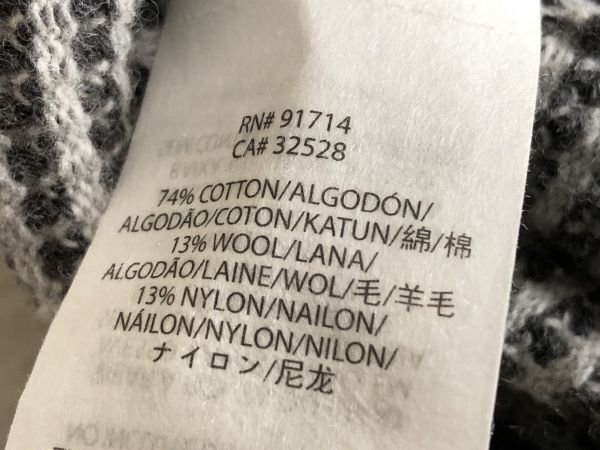 RN# 91714
CA# 32528
74% COTTON/ALGODÓN/
ALGODÃO/COTON/KATUN/綿/棉
13% WOOL/LANA/
ALGODÃO/LAINE/WOL/毛/羊毛
13% NYLON/NAILON/
NÁILON/NYLON/NILON/
ナイロン/尼龙